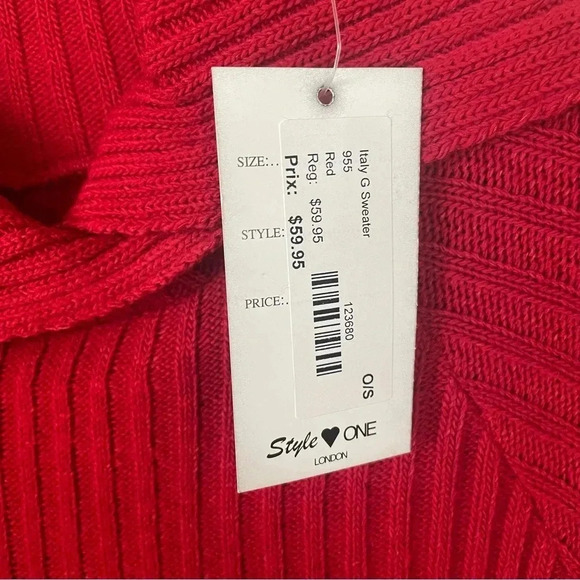 SIZE:..
STYLE:
PRICE:.
Italy G Sweater
955
Red
Reg: $59.95
Prix: $59.95
123680
O/S
Style ♥ ONE
LONDON